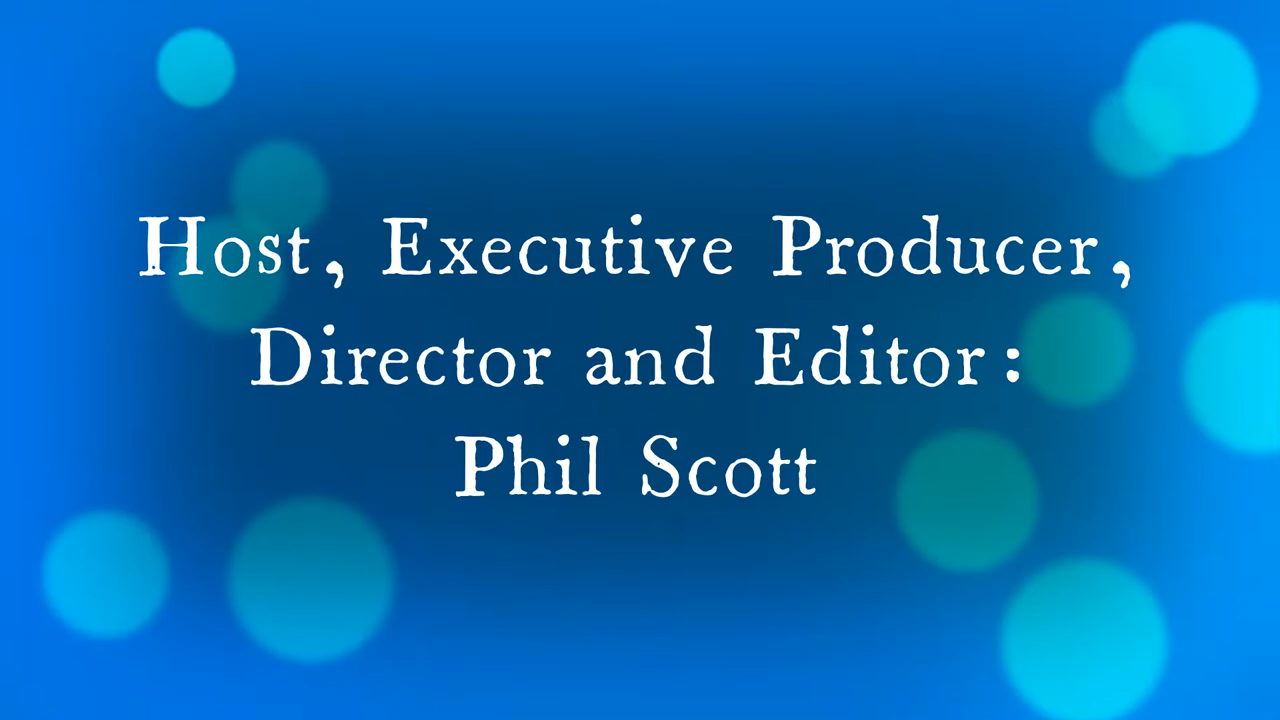 Host, Executive Producer,
Director and Editor:
Phil Scott